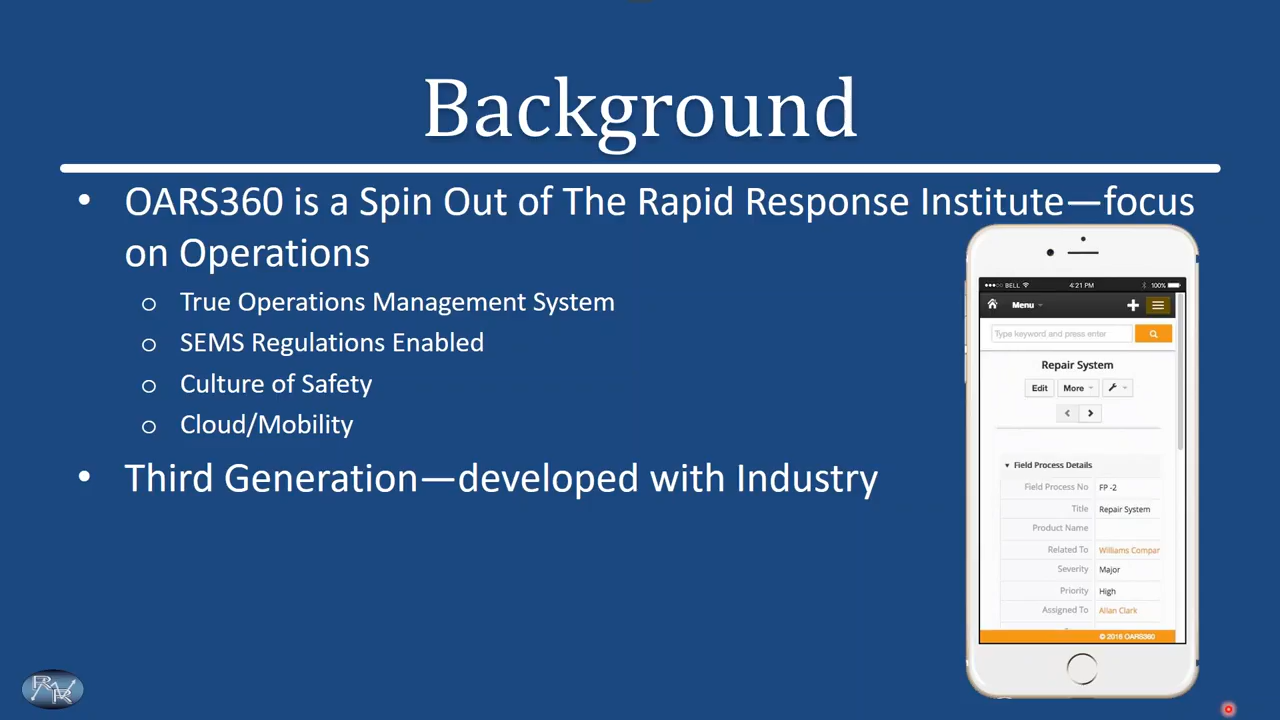 Background
• OARS360 is a Spin Out of The Rapid Response Institute—focus
on Operations
o True Operations Management System
o SEMS Regulations Enabled
o Culture of Safety
o Cloud/Mobility
• Third Generation—developed with Industry
BELL 4:21 PM 100%
Menu
Type keyword and press enter
Repair System
Edit More
Field Process Details
Field Process No FP -2
Title Repair System
Product Name
Related To Williams Compar
Severity Major
Priority High
Assigned To Allan Clark
© 2016 OARS360